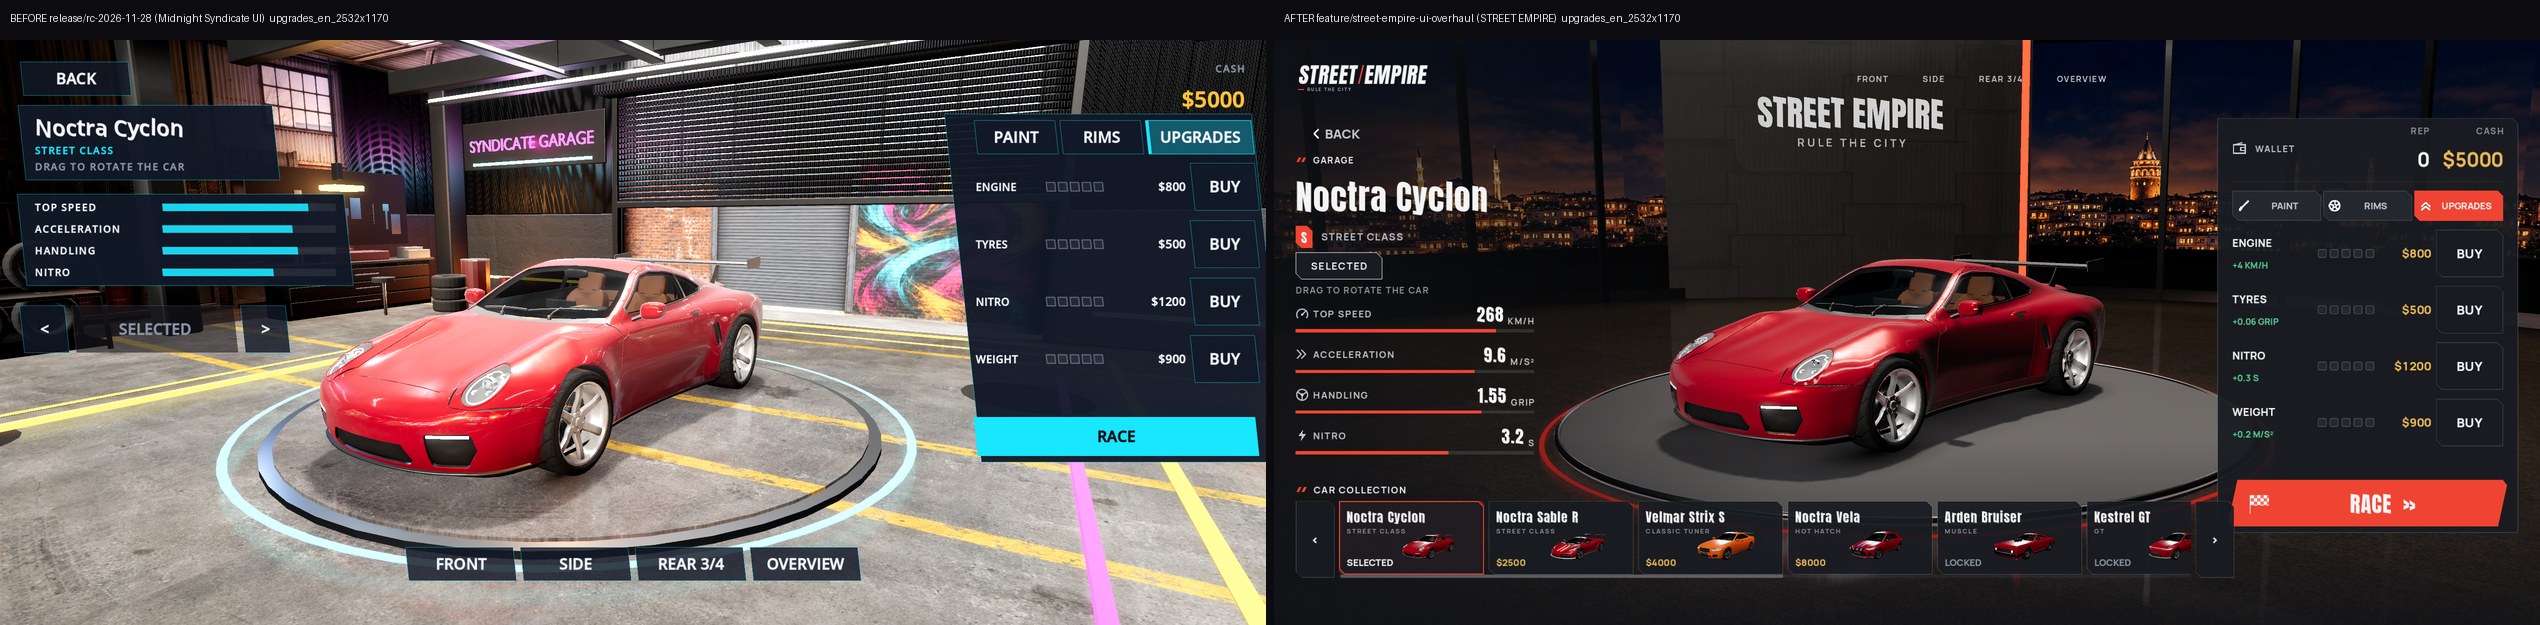 BEFORE release/rc-2026-11-28 (Midnight Syndicate UI) upgrades_en_2532x1170
BACK
Noctra Cyclon
STREET CLASS
DRAG TO ROTATE THE CAR
TOP SPEED
ACCELERATION
HANDLING
NITRO
<
SELECTED
>
SYNDICATE GARAGE
CASH
$5000
PAINT
RIMS
UPGRADES
ENGINE $800 BUY
TYRES $500 BUY
NITRO $1200 BUY
WEIGHT $900 BUY
RACE
FRONT
SIDE
REAR 3/4
OVERVIEW
AFTER feature/street-empire-ui-overhaul (STREET EMPIRE) upgrades_en_2532x1170
STREET/EMPIRE
RULE THE CITY
FRONT
SIDE
REAR 3/4
OVERVIEW
STREET EMPIRE
RULE THE CITY
BACK
GARAGE
Noctra Cyclon
S STREET CLASS
SELECTED
DRAG TO ROTATE THE CAR
TOP SPEED 268 KM/H
ACCELERATION 9.6 M/S²
HANDLING 1.55 GRIP
NITRO 3.2 S
WALLET
REP
0
CASH
$5000
PAINT
RIMS
UPGRADES
ENGINE $800 BUY
+4 KM/H
TYRES $500 BUY
+0.06 GRIP
NITRO $1200 BUY
+0.3 S
WEIGHT $900 BUY
+0.2 M/S²
RACE »
CAR COLLECTION
Noctra Cyclon
STREET CLASS
SELECTED
Noctra Sable R
STREET CLASS
$2500
Velmar Strix S
CLASSIC TUNER
$4000
Noctra Vela
HOT HATCH
$8000
Arden Bruiser
MUSCLE
LOCKED
Kestrel GT
GT
LOCKED